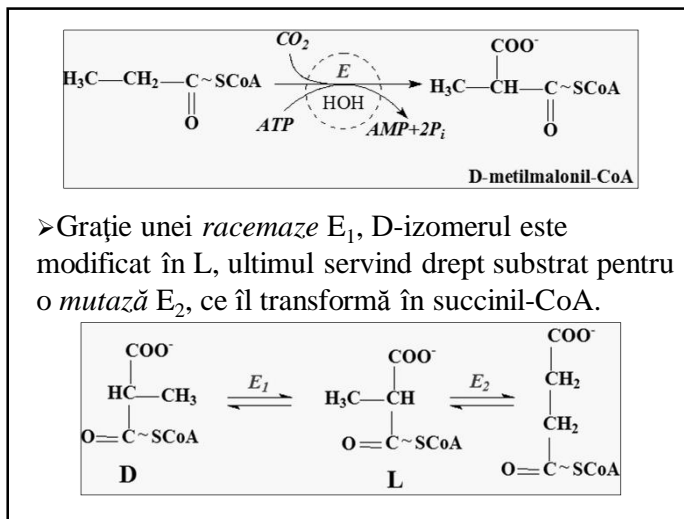 CO₂
COO⁻
H₃C—CH₂—C~SCoA
E
H₃C—CH—C~SCoA
O
HOH
O
ATP
AMP+2Pᵢ
D-metilmalonil-CoA
➢Graţie unei racemaze E₁, D-izomerul este
modificat în L, ultimul servind drept substrat pentru
o mutază E₂, ce îl transformă în succinil-CoA.
COO⁻
HC—CH₃
O=C~SCoA
D
E₁
COO⁻
H₃C—CH
O=C~SCoA
L
E₂
COO⁻
CH₂
CH₂
O=C~SCoA